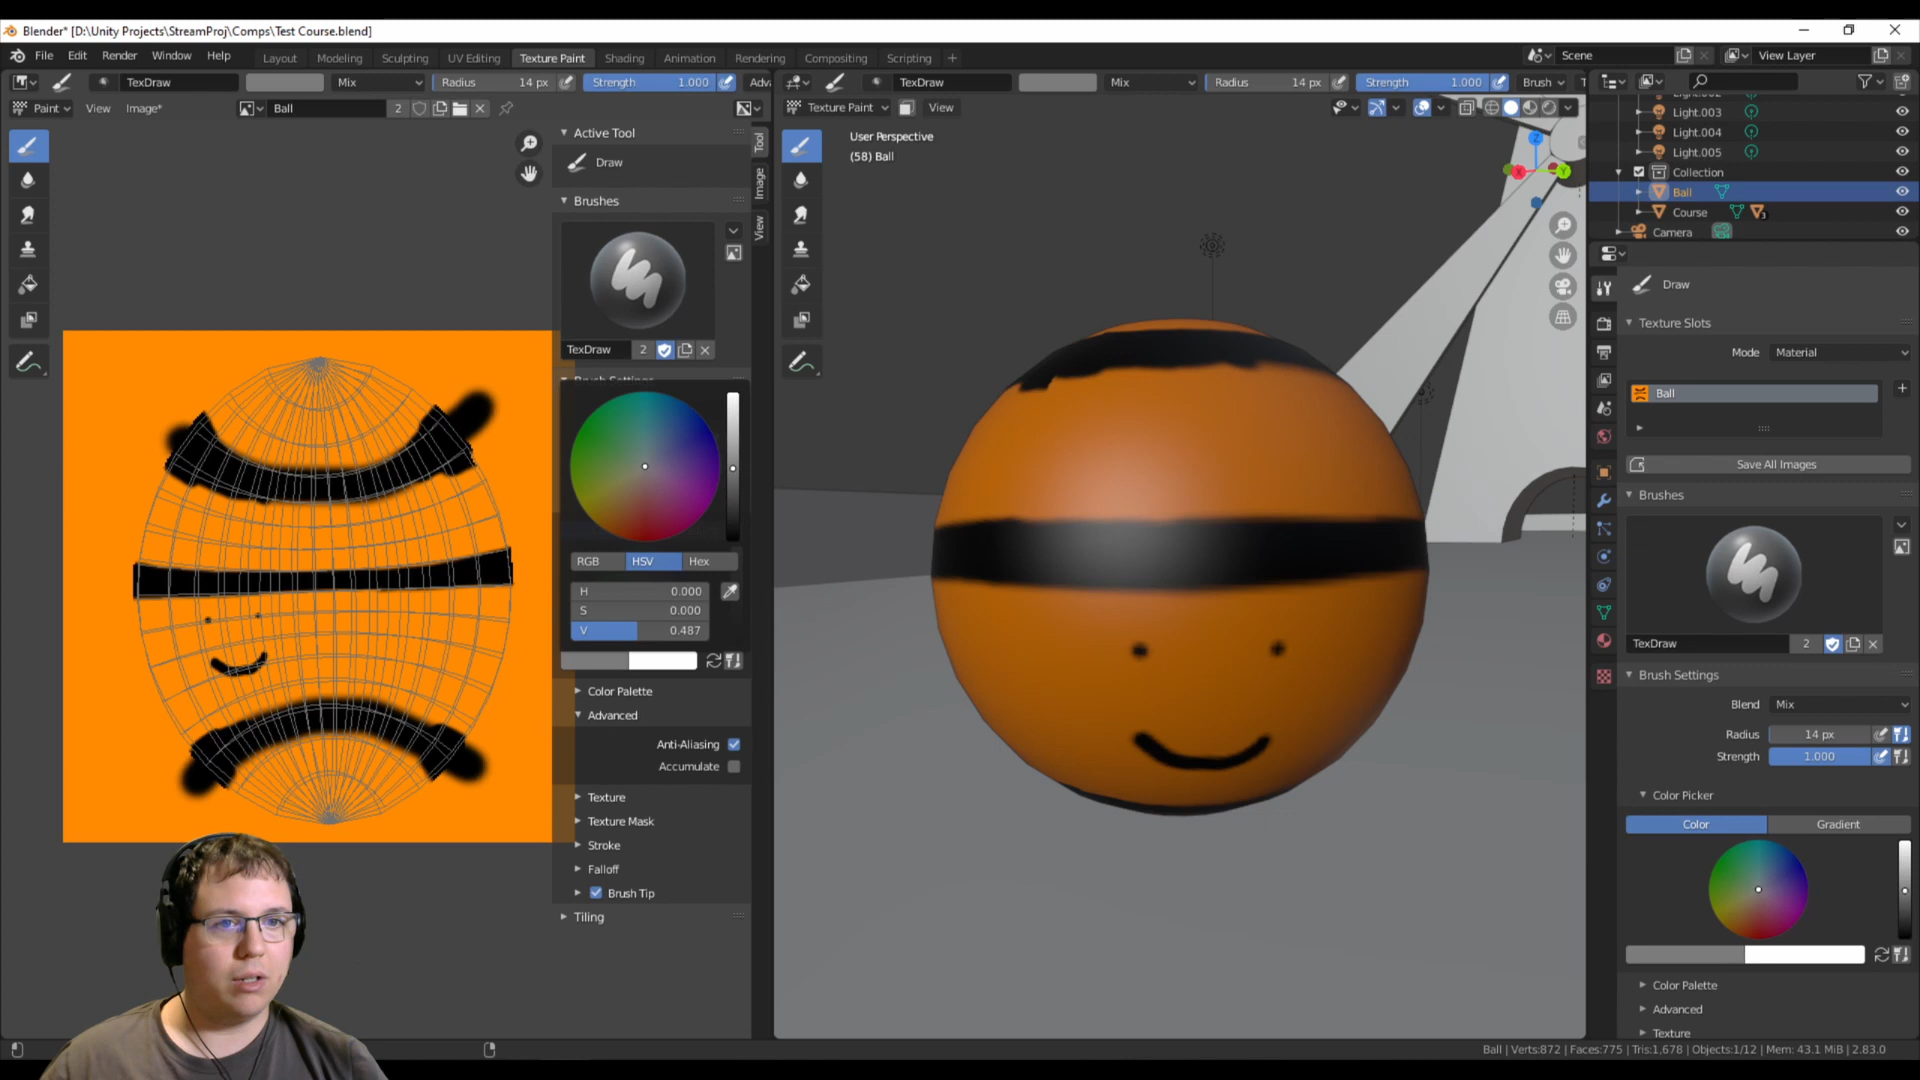 Blender* [D:\Unity Projects\StreamProj\Comps\Test Course.blend]
File Edit Render Window Help Layout Modeling Sculpting UV Editing Texture Paint Shading Animation Rendering Compositing Scripting + Scene View Layer
TexDraw Mix Radius 14 px Strength 1.000 Adv
TexDraw Mix Radius 14 px Strength 1.000 Brush
Paint View Image* Ball 2
Texture Paint View
User Perspective
(58) Ball
Z
X
Y
Active Tool
Draw
Brushes
TexDraw 2
RGB HSV Hex
H 0.000
S 0.000
V 0.487
Color Palette
Advanced
Anti-Aliasing
Accumulate
Texture
Texture Mask
Stroke
Falloff
Brush Tip
Tiling
Tool
Image
View
Light.003
Light.004
Light.005
Collection
Ball
Course 3
Camera
Draw
Texture Slots
Mode Material
Ball
Save All Images
Brushes
TexDraw 2
Brush Settings
Blend Mix
Radius 14 px
Strength 1.000
Color Picker
Color Gradient
Color Palette
Advanced
Texture
Ball | Verts:872 | Faces:775 | Tris:1,678 | Objects:1/12 | Mem: 43.1 MiB | 2.83.0